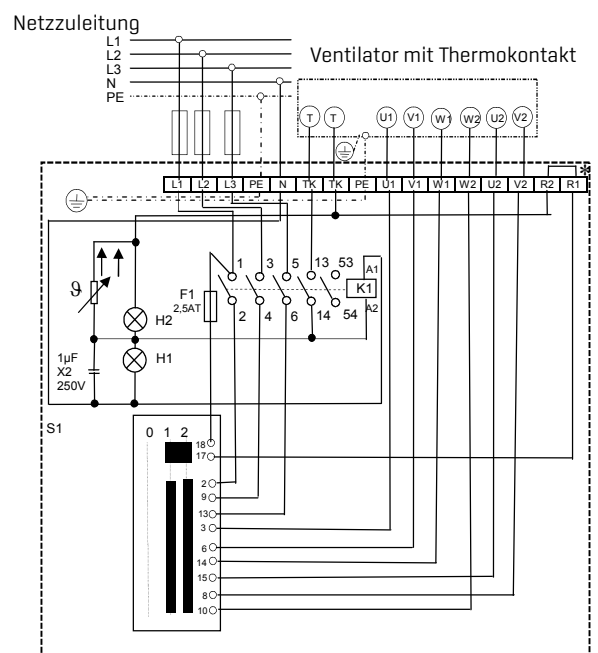 Netzzuleitung
L1
L2
L3
N
PE
Ventilator mit Thermokontakt
T T U1 V1 W1 W2 U2 V2
L1 L2 L3 PE N TK TK PE U1 V1 W1 W2 U2 V2 R2 R1 *
1 3 5 13 53
A1
K1
A2
F1
2,5AT
2 4 6 14 54
ϑ
H2
H1
1µF
X2
250V
S1
0 1 2
18
17
2
9
13
3
6
14
15
8
10